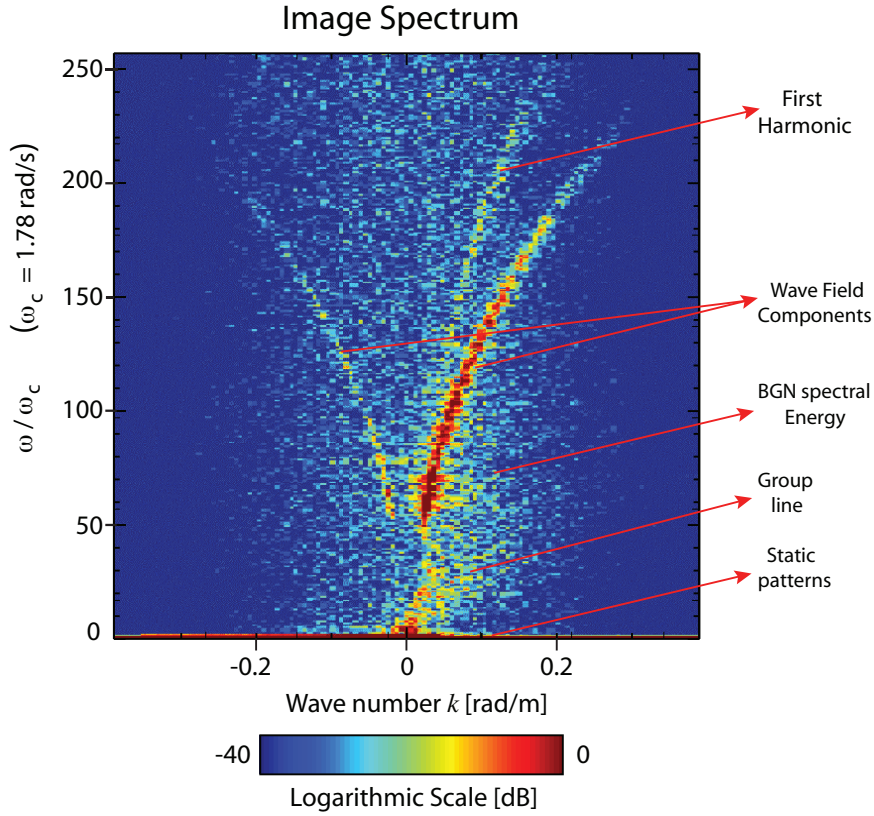 Image Spectrum
250
200
150
100
50
0
ω / ω_c (ω_c = 1.78 rad/s)
-0.2 0 0.2
Wave number k [rad/m]
First
Harmonic
Wave Field
Components
BGN spectral
Energy
Group
line
Static
patterns
-40 0
Logarithmic Scale [dB]